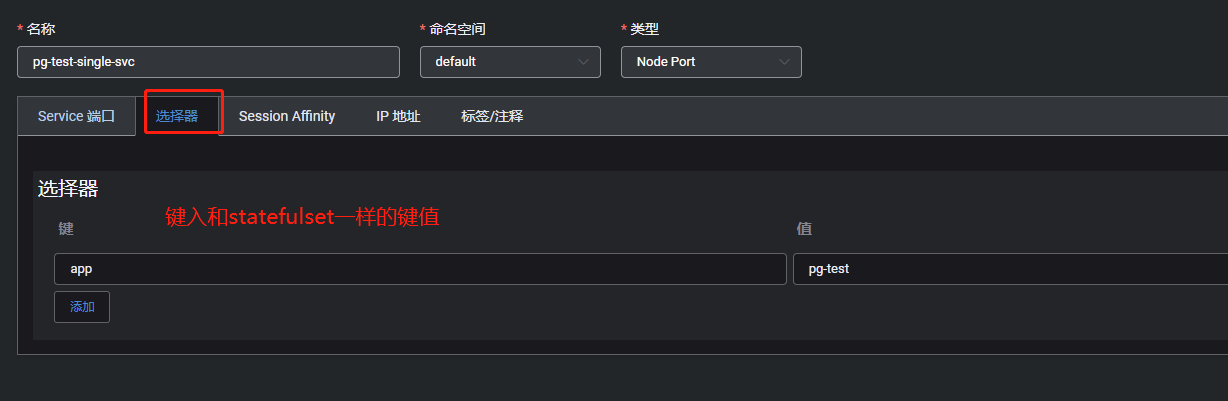 * 名称 * 命名空间 * 类型
pg-test-single-svc default Node Port
Service 端口 选择器 Session Affinity IP 地址 标签/注释
选择器
键入和statefulset一样的键值
键 值
app pg-test
添加